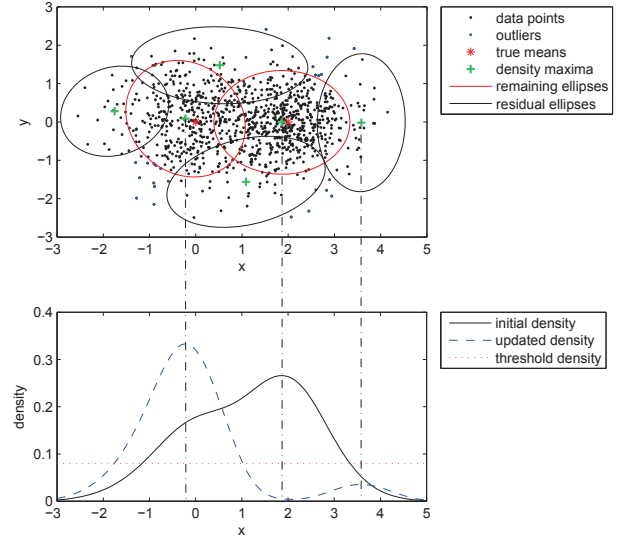 3
2
1
0
−1
−2
−3
y
−3 −2 −1 0 1 2 3 4 5
x
data points
outliers
true means
density maxima
remaining ellipses
residual ellipses
0.4
0.3
0.2
0.1
0
density
−3 −2 −1 0 1 2 3 4 5
x
initial density
updated density
threshold density